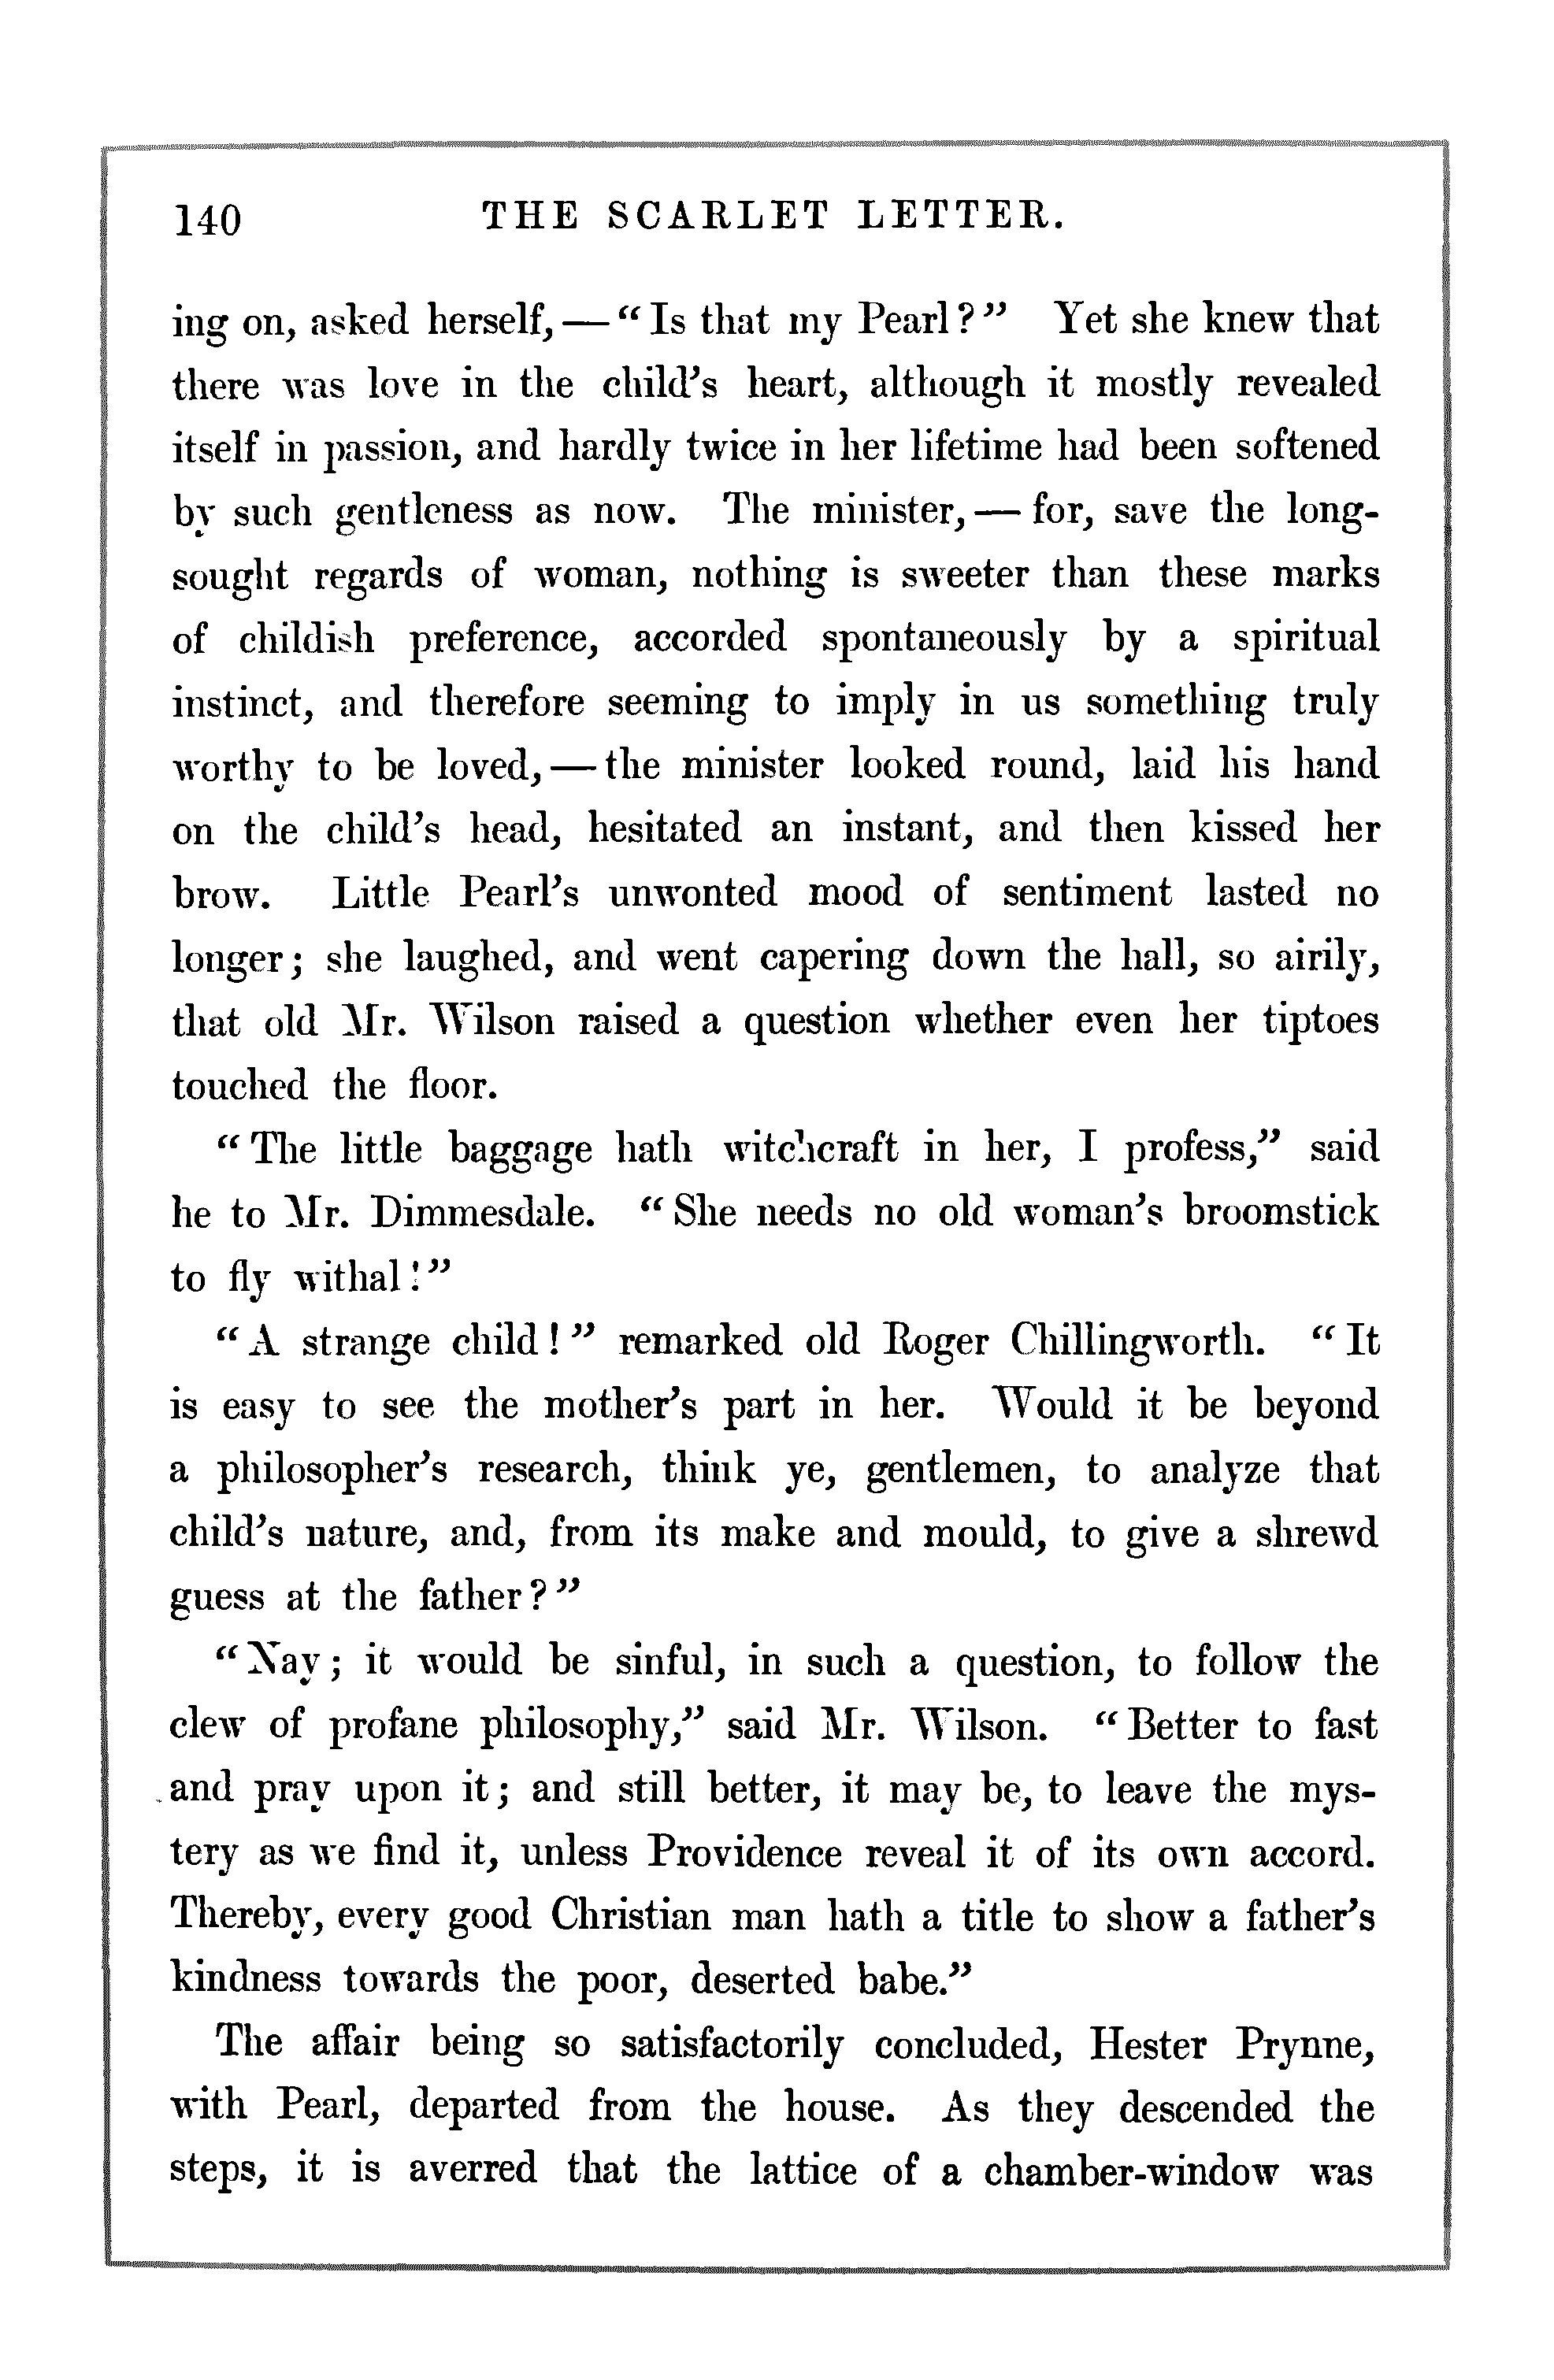 140 THE SCARLET LETTER.
ing on, asked herself,—“Is that my Pearl?” Yet she knew that
there was love in the child’s heart, although it mostly revealed
itself in passion, and hardly twice in her lifetime had been softened
by such gentleness as now. The minister,—for, save the long-
sought regards of woman, nothing is sweeter than these marks
of childish preference, accorded spontaneously by a spiritual
instinct, and therefore seeming to imply in us something truly
worthy to be loved,—the minister looked round, laid his hand
on the child’s head, hesitated an instant, and then kissed her
brow. Little Pearl’s unwonted mood of sentiment lasted no
longer; she laughed, and went capering down the hall, so airily,
that old Mr. Wilson raised a question whether even her tiptoes
touched the floor.
“The little baggage hath witchcraft in her, I profess,” said
he to Mr. Dimmesdale. “She needs no old woman’s broomstick
to fly withal!”
“A strange child!” remarked old Roger Chillingworth. “It
is easy to see the mother’s part in her. Would it be beyond
a philosopher’s research, think ye, gentlemen, to analyze that
child’s nature, and, from its make and mould, to give a shrewd
guess at the father?”
“Nay; it would be sinful, in such a question, to follow the
clew of profane philosophy,” said Mr. Wilson. “Better to fast
and pray upon it; and still better, it may be, to leave the mys-
tery as we find it, unless Providence reveal it of its own accord.
Thereby, every good Christian man hath a title to show a father’s
kindness towards the poor, deserted babe.”
The affair being so satisfactorily concluded, Hester Prynne,
with Pearl, departed from the house. As they descended the
steps, it is averred that the lattice of a chamber-window was